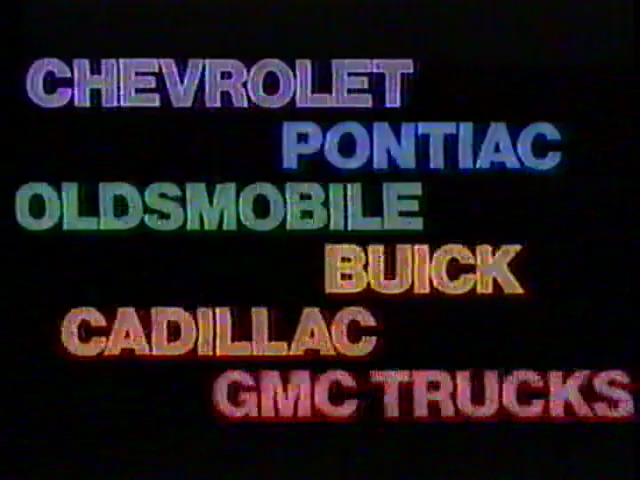 CHEVROLET
PONTIAC
OLDSMOBILE
BUICK
CADILLAC
GMC TRUCKS